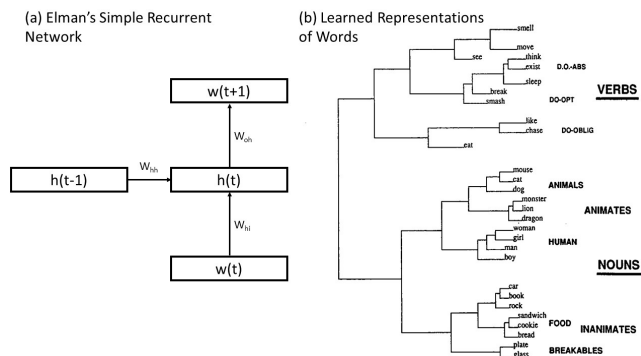 (a) Elman's Simple Recurrent
Network
w(t+1)
W_oh
W_hh
h(t-1)
h(t)
W_hi
w(t)
(b) Learned Representations
of Words
smell
move
see
think
exist
D.O.-ABS
sleep
VERBS
break
smash
DO-OPT
like
chase
DO-OBLIG
eat
mouse
cat
ANIMALS
dog
monster
lion
ANIMATES
dragon
woman
girl
HUMAN
man
boy
NOUNS
car
book
rock
sandwich
cookie
FOOD
INANIMATES
bread
plate
BREAKABLES
glass